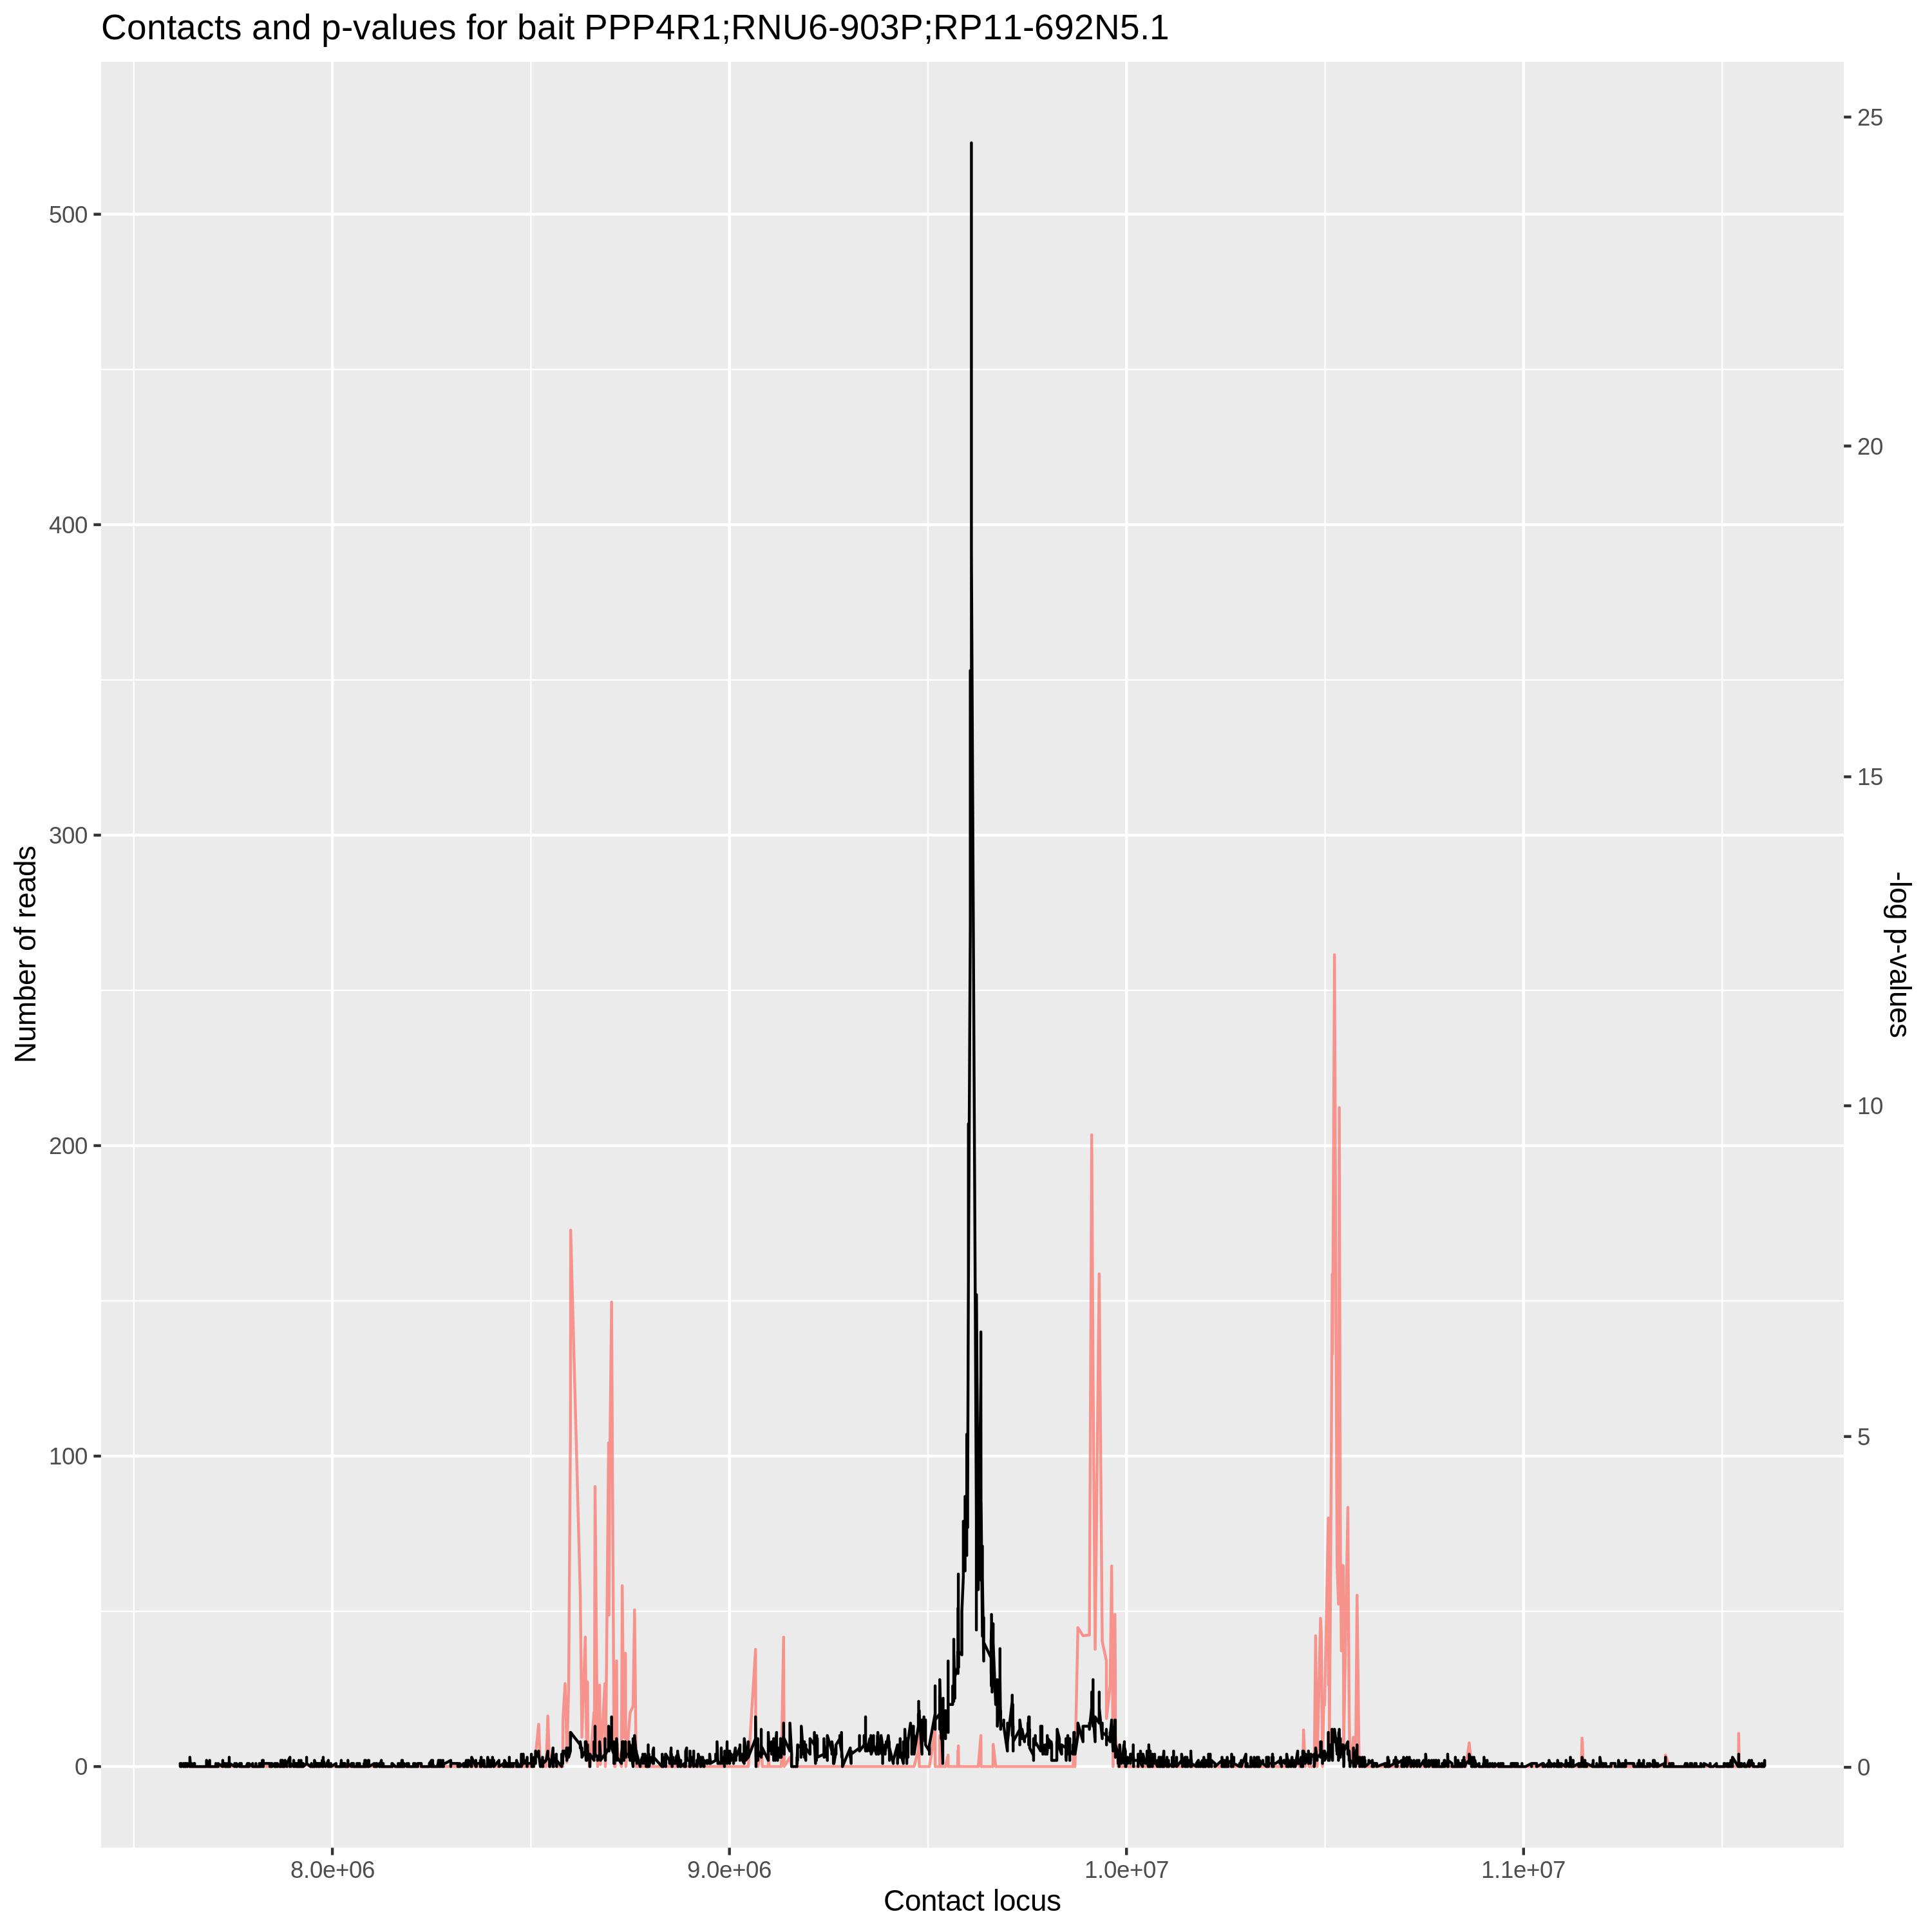 Contacts and p-values for bait PPP4R1;RNU6-903P;RP11-692N5.1
500
400
300
200
100
0
Number of reads
25
20
15
10
5
0
-log p-values
8.0e+06
9.0e+06
1.0e+07
1.1e+07
Contact locus